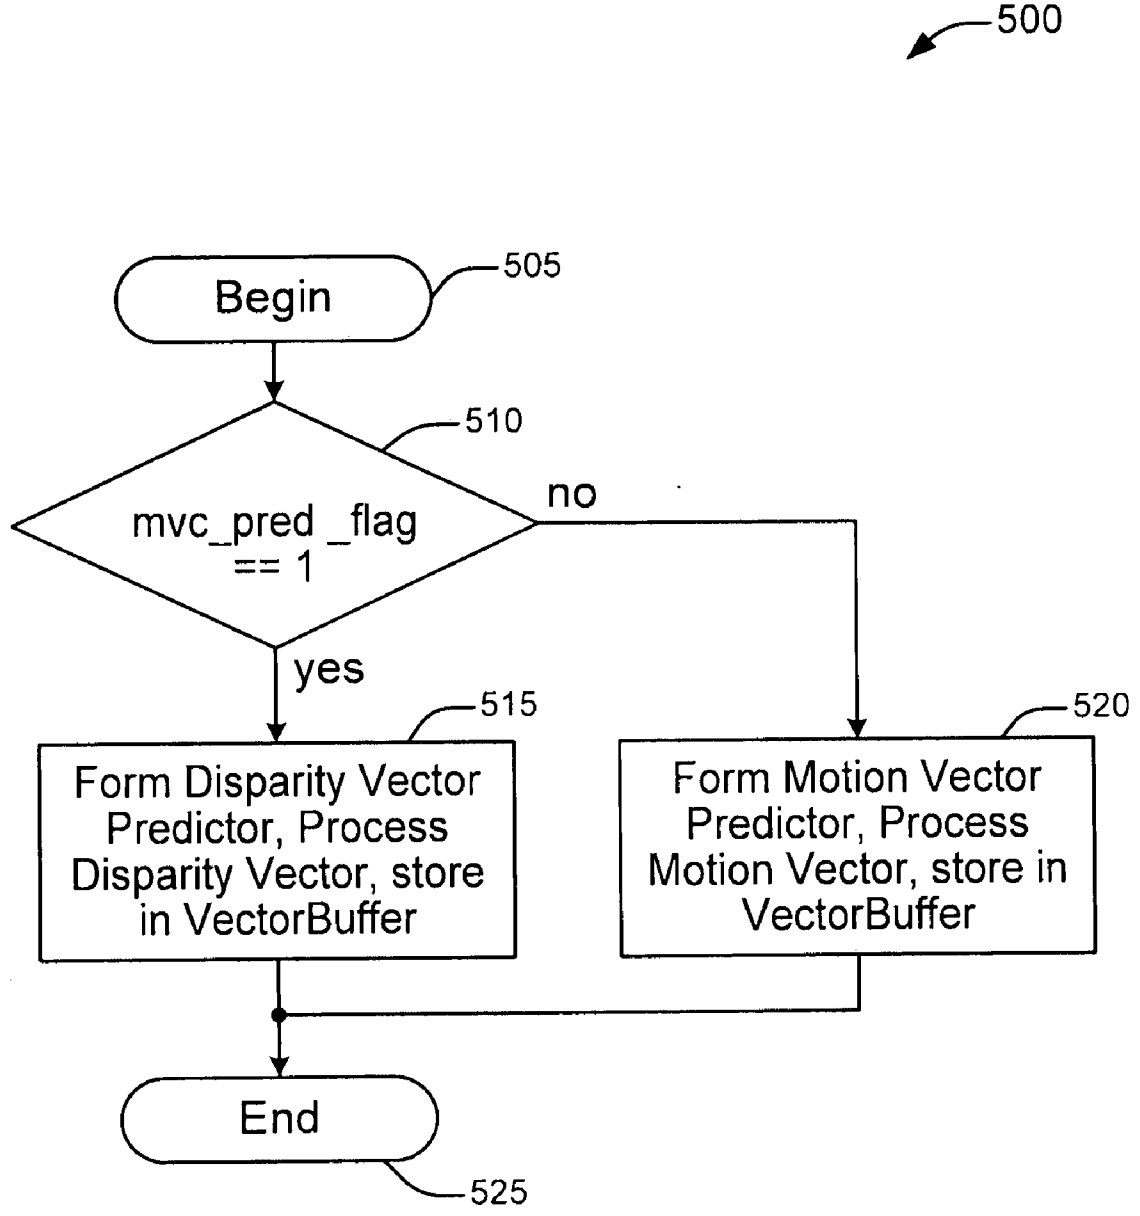 500
Begin
505
510
mvc_pred _flag
== 1
no
yes
515
Form Disparity Vector
Predictor, Process
Disparity Vector, store
in VectorBuffer
520
Form Motion Vector
Predictor, Process
Motion Vector, store in
VectorBuffer
End
525